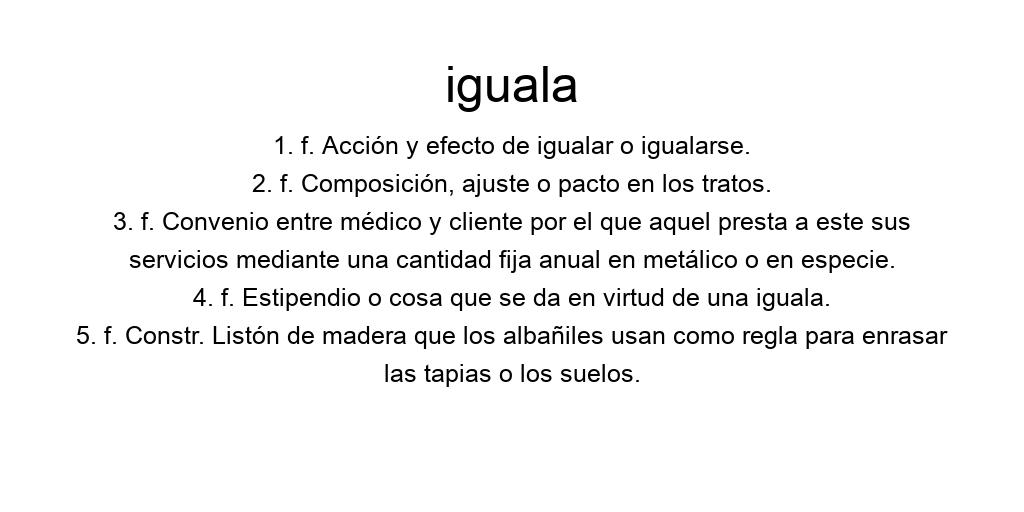 iguala
1. f. Acción y efecto de igualar o igualarse.
2. f. Composición, ajuste o pacto en los tratos.
3. f. Convenio entre médico y cliente por el que aquel presta a este sus
servicios mediante una cantidad fija anual en metálico o en especie.
4. f. Estipendio o cosa que se da en virtud de una iguala.
5. f. Constr. Listón de madera que los albañiles usan como regla para enrasar
las tapias o los suelos.